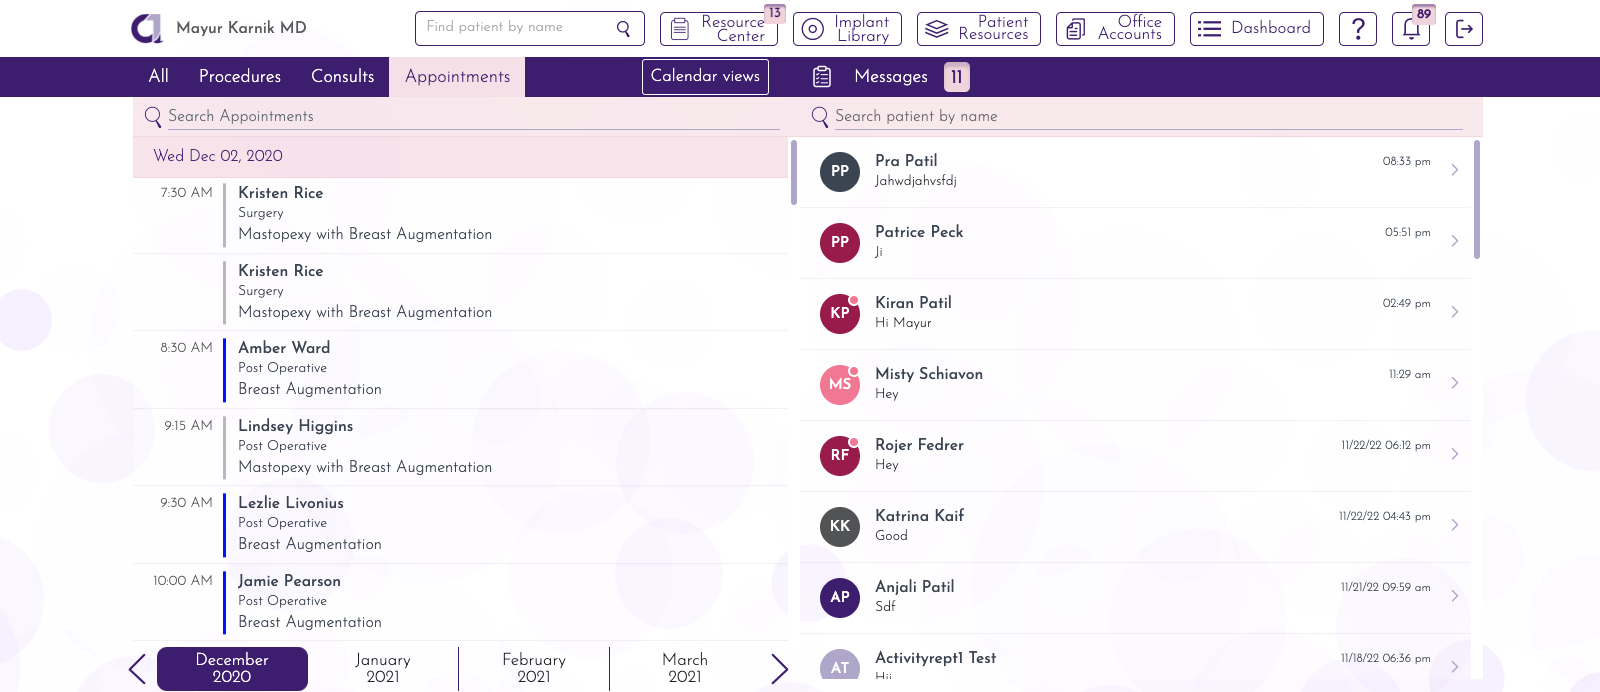 Mayur Karnik MD
Find patient by name
Resource
Center
13
Implant
Library
Patient
Resources
Office
Accounts
Dashboard
?
89
All
Procedures
Consults
Appointments
Calendar views
Messages
11
Search Appointments
Wed Dec 02, 2020
7:30 AM
Kristen Rice
Surgery
Mastopexy with Breast Augmentation
Kristen Rice
Surgery
Mastopexy with Breast Augmentation
8:30 AM
Amber Ward
Post Operative
Breast Augmentation
9:15 AM
Lindsey Higgins
Post Operative
Mastopexy with Breast Augmentation
9:30 AM
Lezlie Livonius
Post Operative
Breast Augmentation
10:00 AM
Jamie Pearson
Post Operative
Breast Augmentation
December
2020
January
2021
February
2021
March
2021
Search patient by name
PP
Pra Patil
08:33 pm
Jahwdjahvsfdj
PP
Patrice Peck
05:51 pm
Ji
KP
Kiran Patil
02:49 pm
Hi Mayur
MS
Misty Schiavon
11:29 am
Hey
RF
Rojer Fedrer
11/22/22 06:12 pm
Hey
KK
Katrina Kaif
11/22/22 04:43 pm
Good
AP
Anjali Patil
11/21/22 09:59 am
Sdf
AT
Activityrept1 Test
11/18/22 06:36 pm